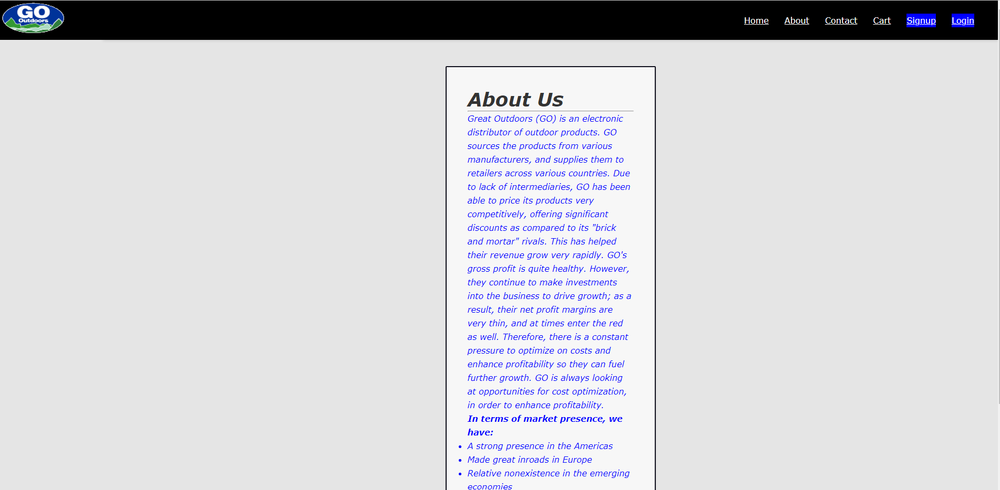 GO
Outdoors
Home About Contact Cart Signup Login
About Us
Great Outdoors (GO) is an electronic
distributor of outdoor products. GO
sources the products from various
manufacturers, and supplies them to
retailers across various countries. Due
to lack of intermediaries, GO has been
able to price its products very
competitively, offering significant
discounts as compared to its "brick
and mortar" rivals. This has helped
their revenue grow very rapidly. GO's
gross profit is quite healthy. However,
they continue to make investments
into the business to drive growth; as a
result, their net profit margins are
very thin, and at times enter the red
as well. Therefore, there is a constant
pressure to optimize on costs and
enhance profitability so they can fuel
further growth. GO is always looking
at opportunities for cost optimization,
in order to enhance profitability.
In terms of market presence, we
have:
• A strong presence in the Americas
• Made great inroads in Europe
• Relative nonexistence in the emerging
economies